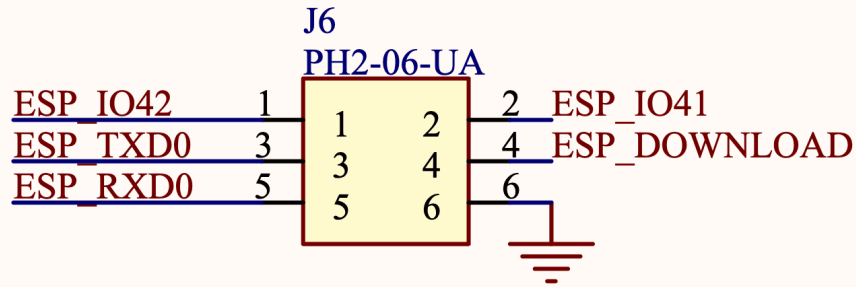 J6
PH2-06-UA
ESP_IO42 1 1 2 2 ESP_IO41
ESP_TXD0 3 3 4 4 ESP_DOWNLOAD
ESP_RXD0 5 5 6 6